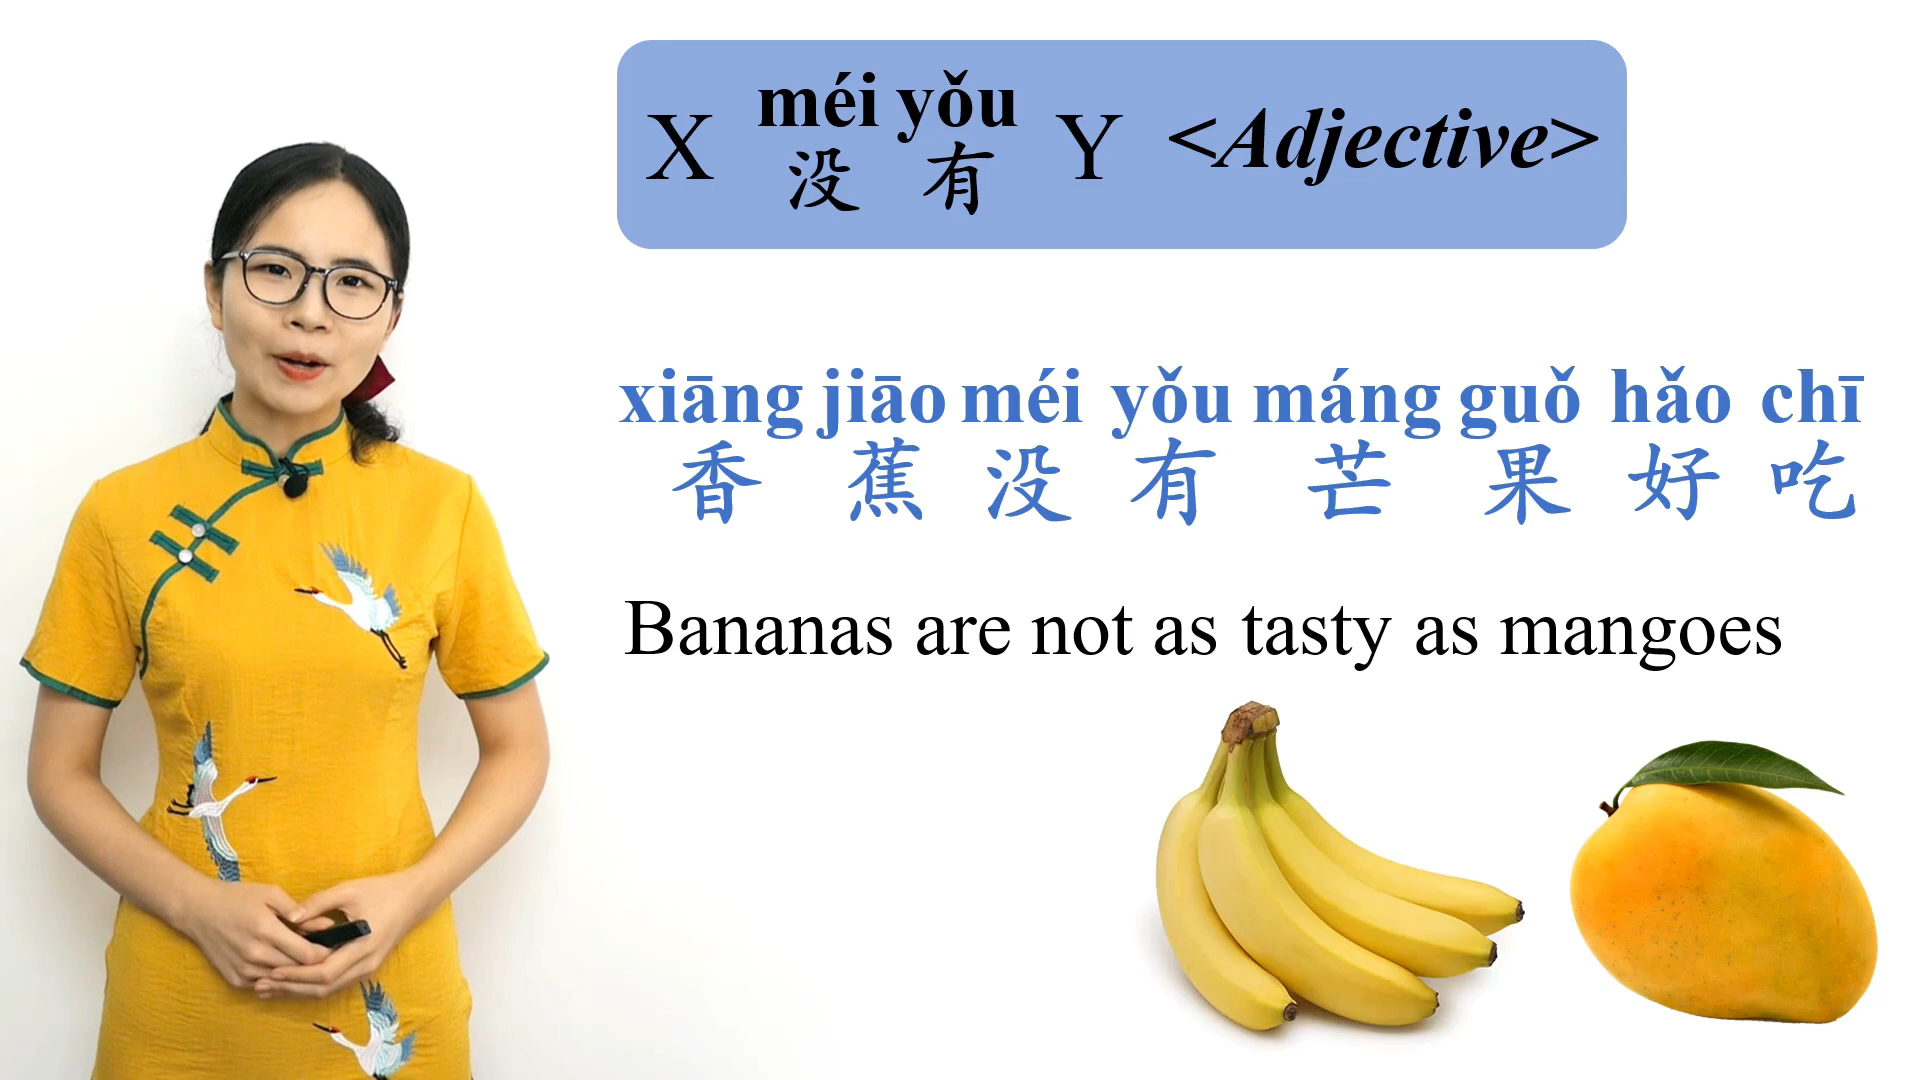 X méi yǒu Y <Adjective>
没 有
xiāng jiāo méi yǒu máng guǒ hǎo chī
香 蕉 没 有 芒 果 好 吃
Bananas are not as tasty as mangoes